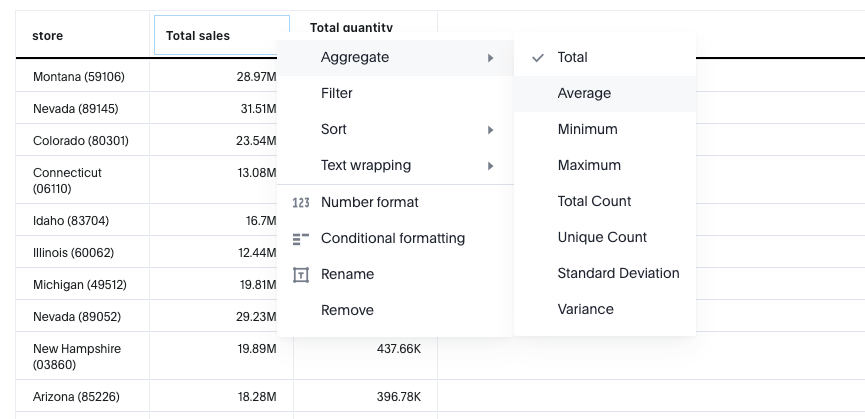 store
Total sales
Total quantity
Montana (59106)
28.97M
Nevada (89145)
31.51M
Colorado (80301)
23.54M
Connecticut
(06110)
13.08M
Idaho (83704)
16.7M
Illinois (60062)
12.44M
Michigan (49512)
19.81M
Nevada (89052)
29.23M
New Hampshire
(03860)
19.89M
437.66K
Arizona (85226)
18.28M
396.78K
Aggregate
Filter
Sort
Text wrapping
123 Number format
Conditional formatting
T Rename
Remove
Total
Average
Minimum
Maximum
Total Count
Unique Count
Standard Deviation
Variance